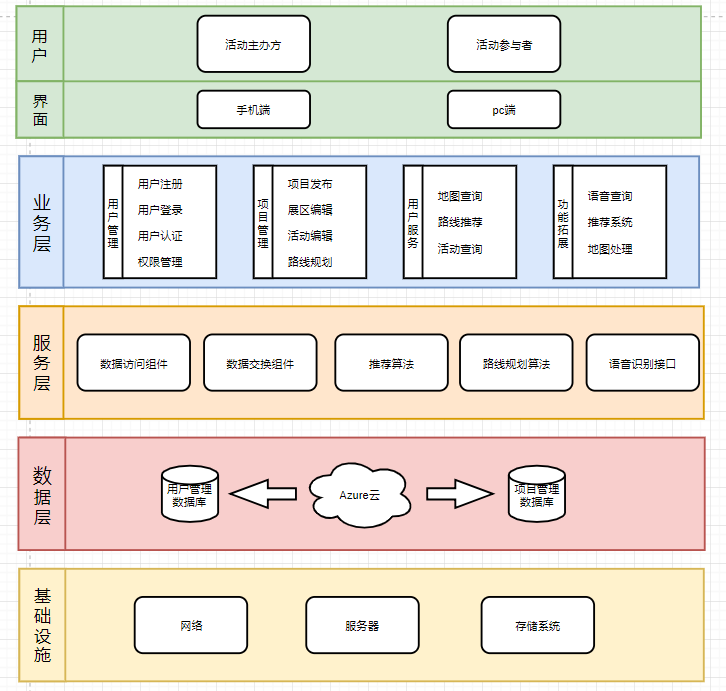 用户
活动主办方
活动参与者
界面
手机端
pc端
业务层
用户管理
用户注册
用户登录
用户认证
权限管理
项目管理
项目发布
展区编辑
活动编辑
路线规划
用户服务
地图查询
路线推荐
活动查询
功能拓展
语音查询
推荐系统
地图处理
服务层
数据访问组件
数据交换组件
推荐算法
路线规划算法
语音识别接口
数据层
用户管理
数据库
Azure云
项目管理
数据库
基础设施
网络
服务器
存储系统